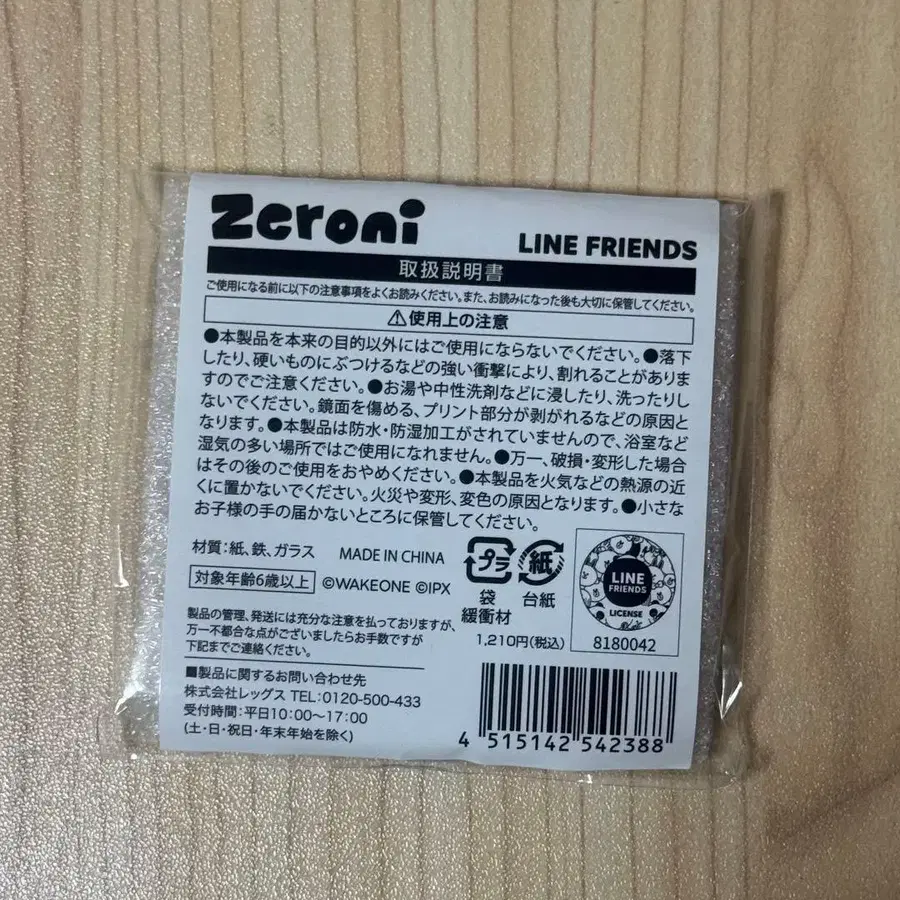 Zeroni
LINE FRIENDS
取扱説明書
ご使用になる前に以下の注意事項をよくお読みください。また、お読みになった後も大切に保管してください。
⚠使用上の注意
●本製品を本来の目的以外にはご使用にならないでください。●落下
したり、硬いものにぶつけるなどの強い衝撃により、割れることがありま
すのでご注意ください。●お湯や中性洗剤などに浸したり、洗ったりし
ないでください。鏡面を傷める、プリント部分が剥がれるなどの原因と
なります。●本製品は防水・防湿加工がされていませんので、浴室など
湿気の多い場所ではご使用になれません。●万一、破損・変形した場合
はその後のご使用をおやめください。●本製品を火気などの熱源の近
くに置かないでください。火災や変形、変色の原因となります。●小さな
お子様の手の届かないところに保管してください。
材質:紙、鉄、ガラス MADE IN CHINA
対象年齢6歳以上 ©WAKEONE ©IPX
製品の管理、発送には充分な注意を払っておりますが、
万一不都合な点がございましたらお手数ですが
下記までご連絡ください。
■製品に関するお問い合わせ先
株式会社レッグス TEL:0120-500-433
受付時間:平日10:00〜17:00
(土・日・祝日・年末年始を除く)
プラ 紙
袋 台紙
緩衝材
1,210円(税込)
LINE
FRIENDS
LICENSE
8180042
4 515142 542388